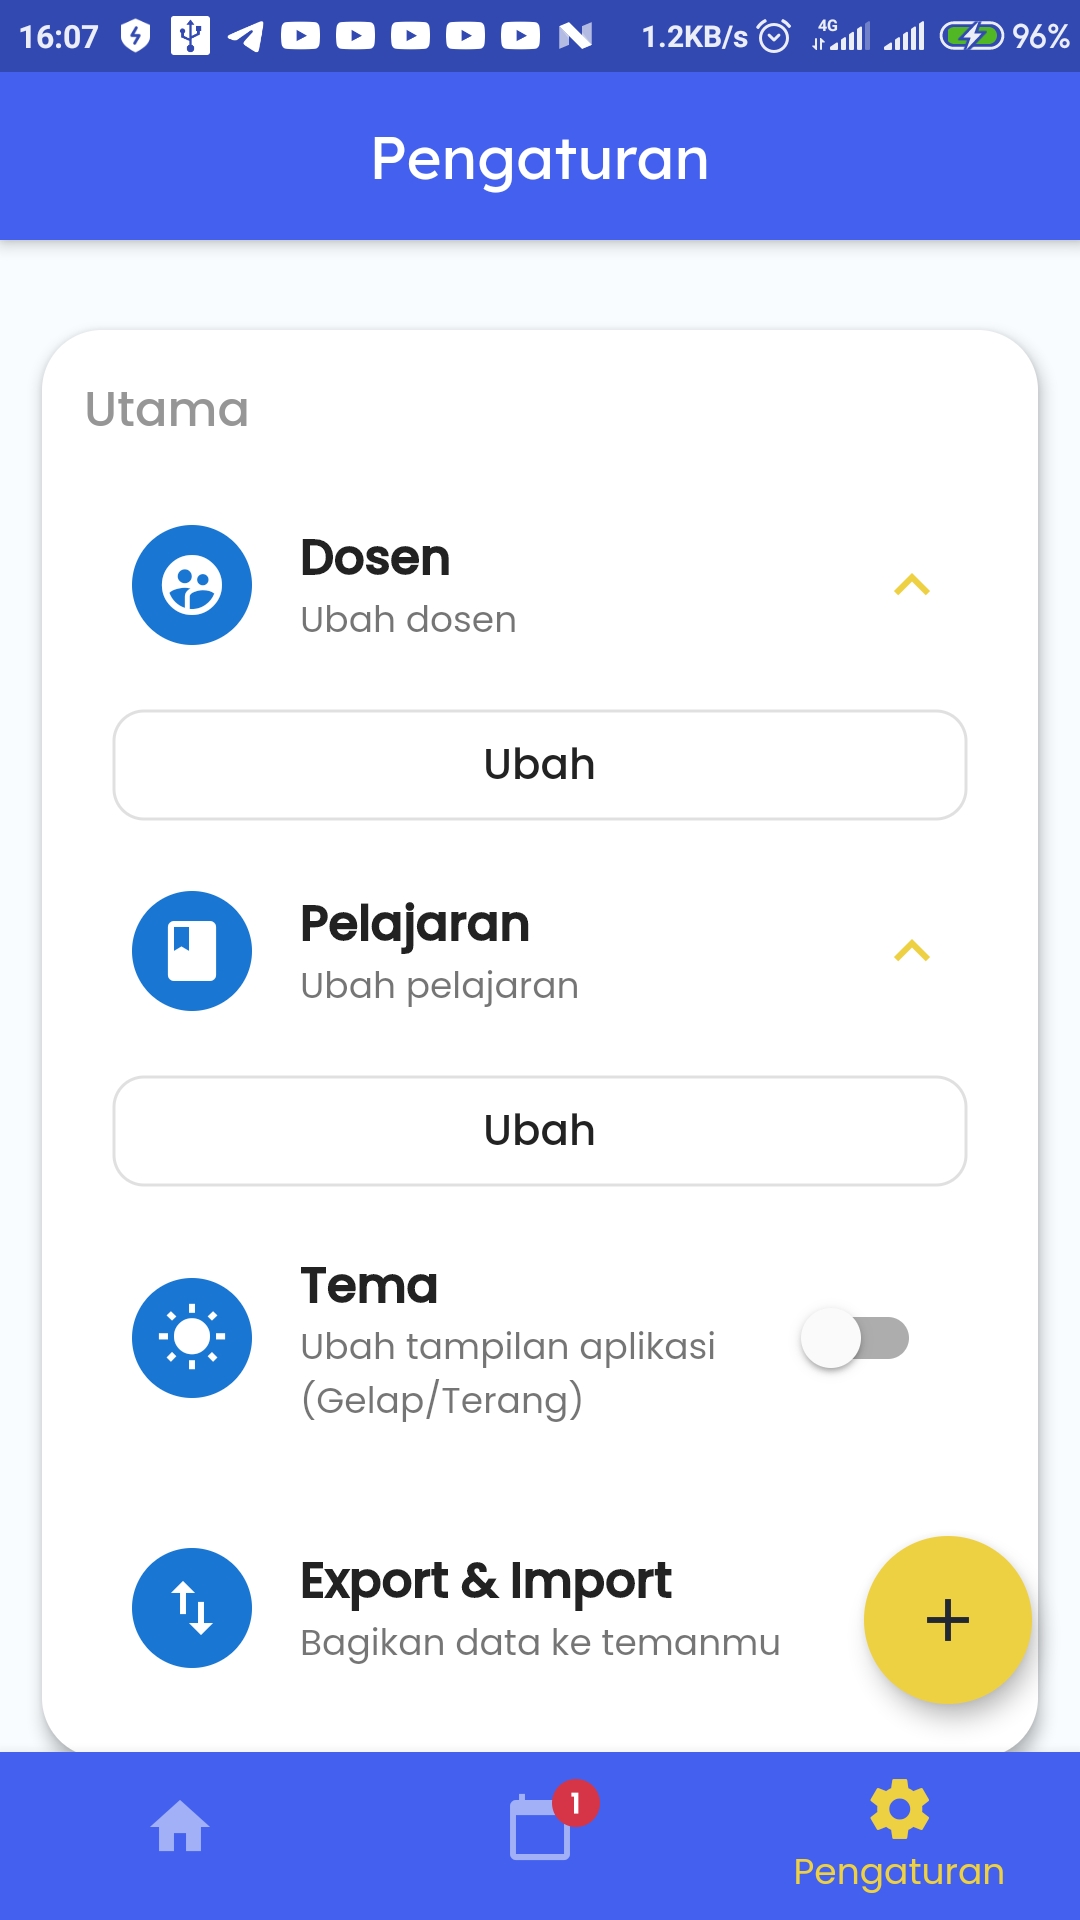 16:07 1.2KB/s 4G 96%
Pengaturan
Utama
Dosen
Ubah dosen
Ubah
Pelajaran
Ubah pelajaran
Ubah
Tema
Ubah tampilan aplikasi
(Gelap/Terang)
Export & Import
Bagikan data ke temanmu
1
Pengaturan